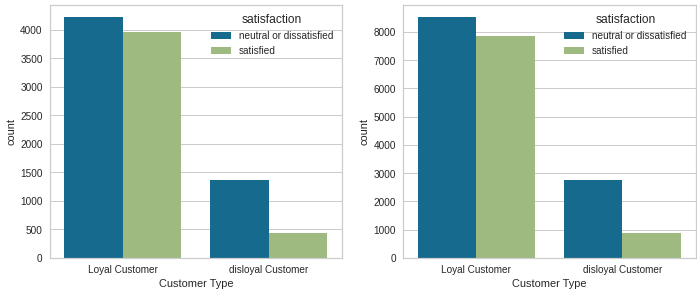 satisfaction
neutral or dissatisfied
satisfied
4000
3500
3000
2500
2000
1500
1000
500
0
count
Loyal Customer
disloyal Customer
Customer Type
satisfaction
neutral or dissatisfied
satisfied
8000
7000
6000
5000
4000
3000
2000
1000
0
count
Loyal Customer
disloyal Customer
Customer Type